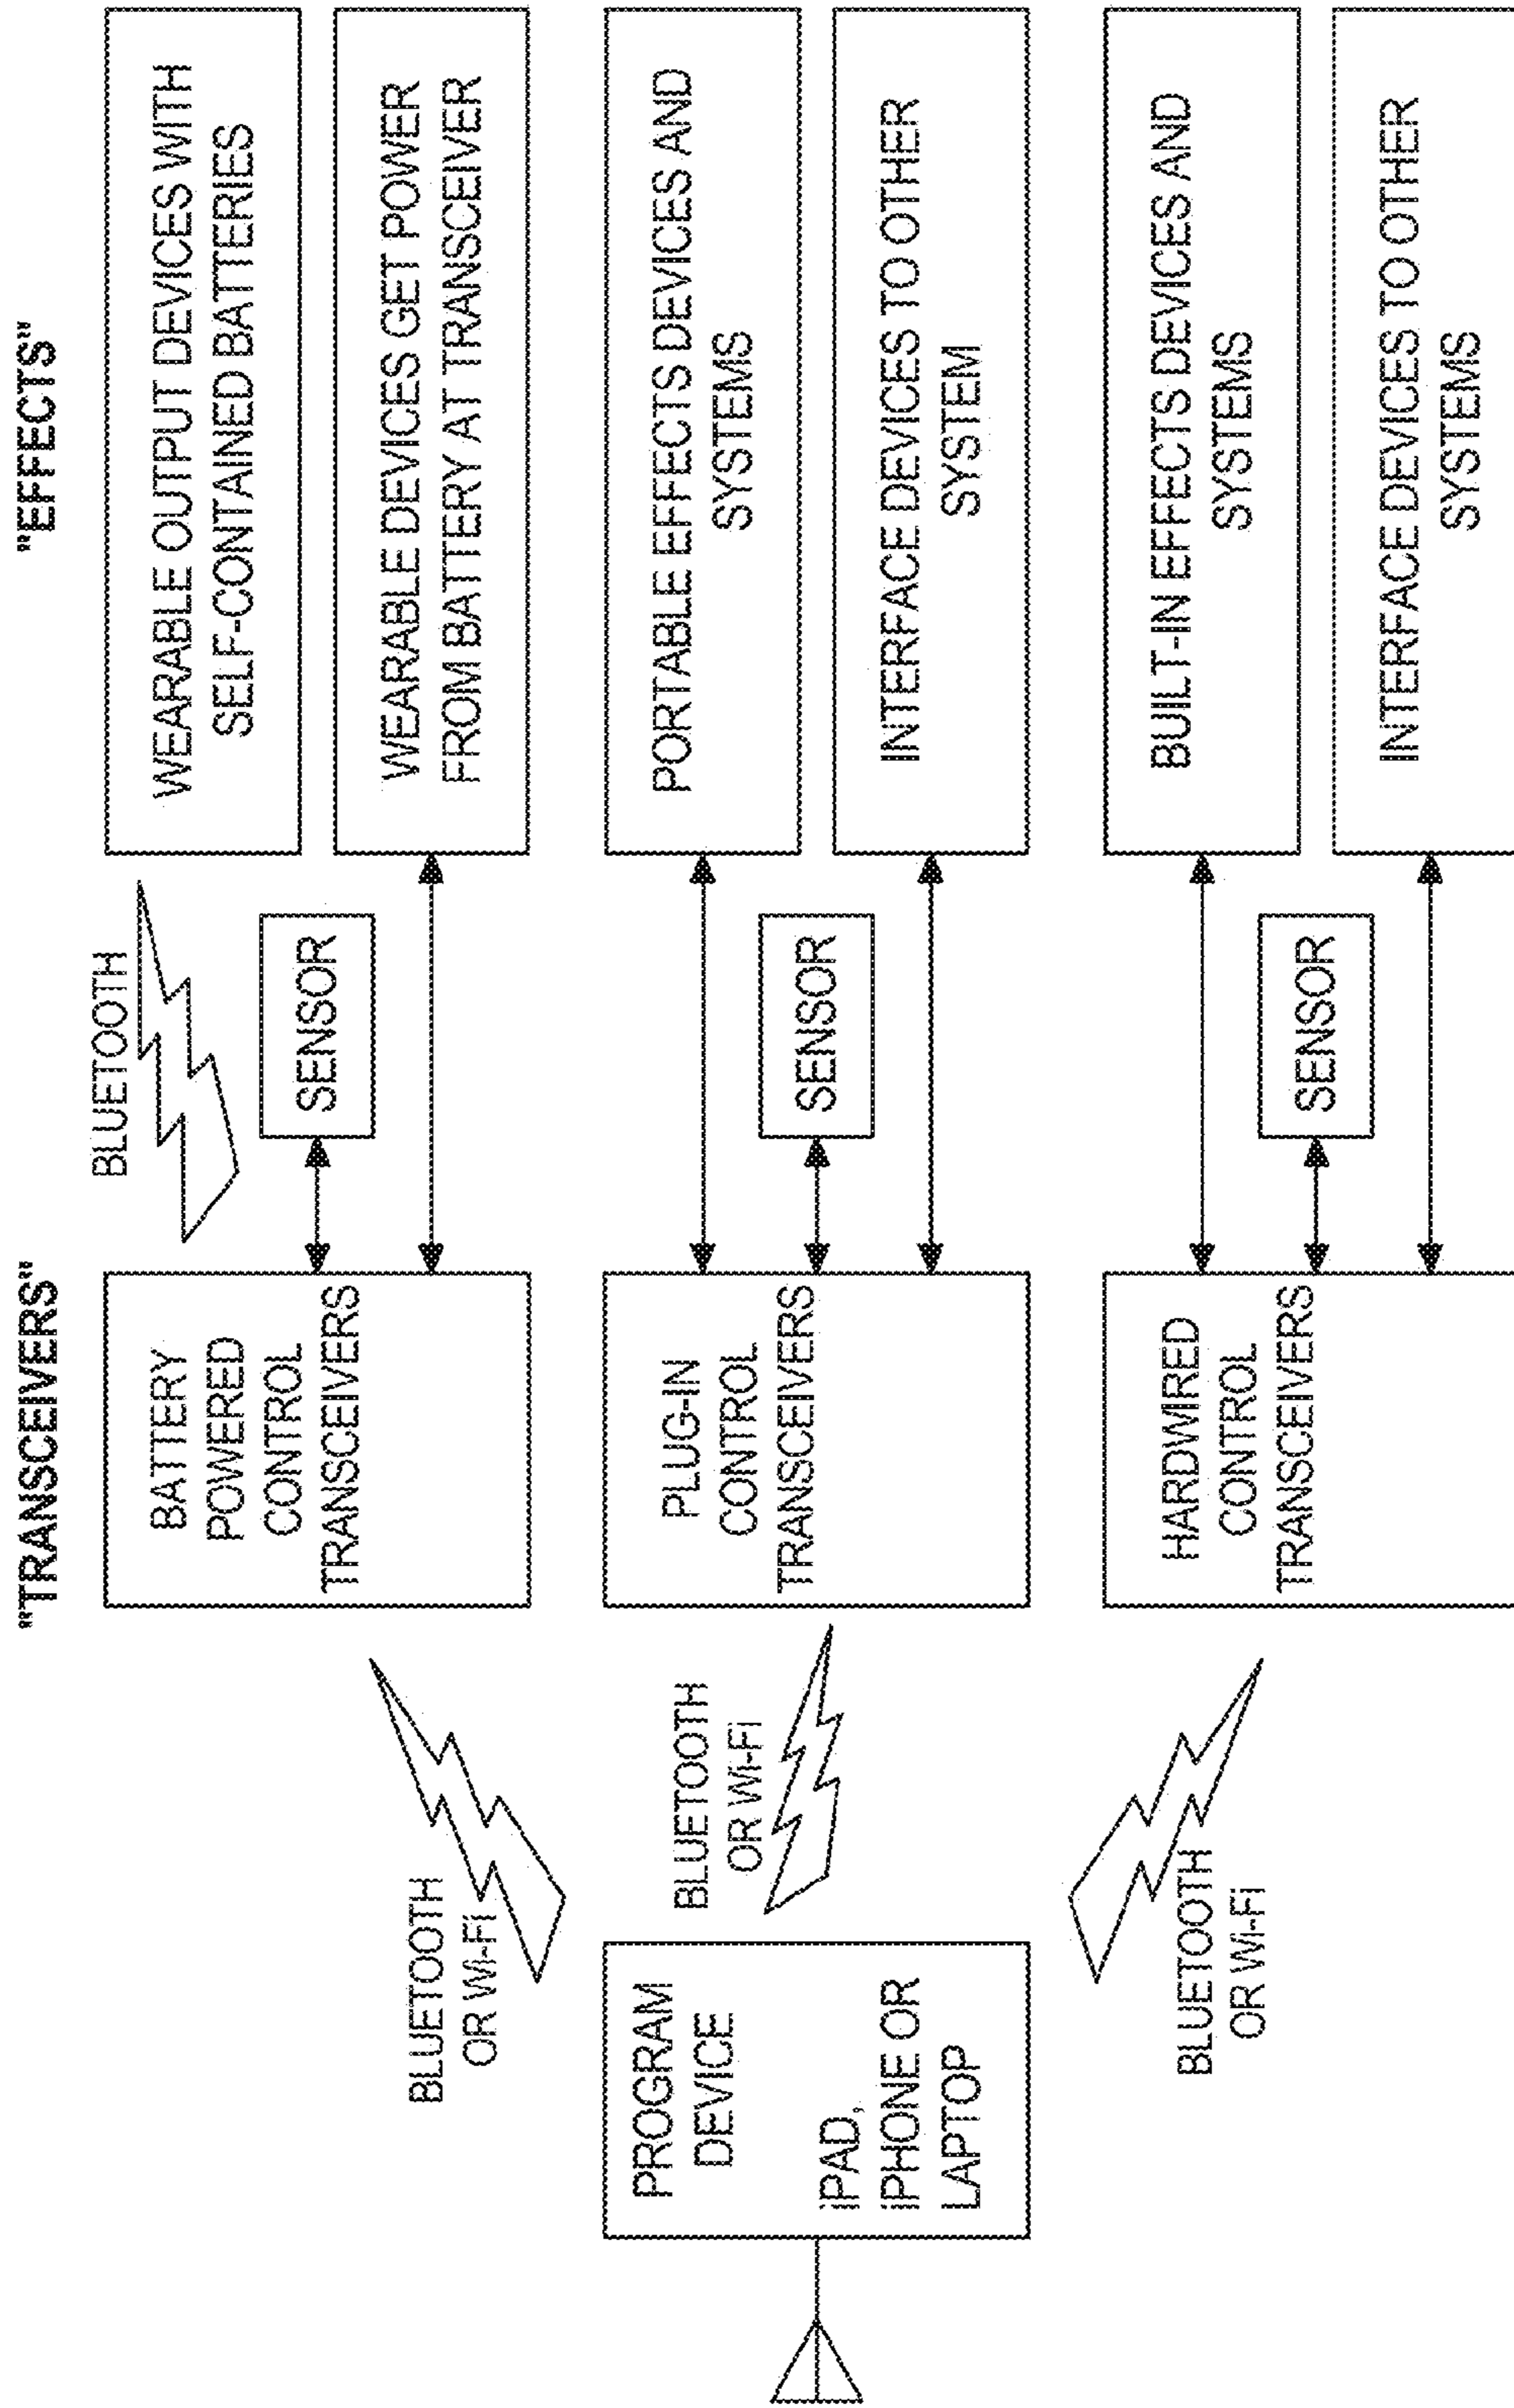 "TRANSCEIVERS"
"EFFECTS"
PROGRAM
DEVICE
iPAD,
iPHONE OR
LAPTOP
BLUETOOTH
OR Wi-Fi
BLUETOOTH
OR Wi-Fi
BLUETOOTH
OR Wi-Fi
BATTERY
POWERED
CONTROL
TRANSCEIVERS
BLUETOOTH
SENSOR
WEARABLE OUTPUT DEVICES WITH
SELF-CONTAINED BATTERIES
WEARABLE DEVICES GET POWER
FROM BATTERY AT TRANSCEIVER
PLUG-IN
CONTROL
TRANSCEIVERS
SENSOR
PORTABLE EFFECTS DEVICES AND
SYSTEMS
INTERFACE DEVICES TO OTHER
SYSTEM
HARDWIRED
CONTROL
TRANSCEIVERS
SENSOR
BUILT-IN EFFECTS DEVICES AND
SYSTEMS
INTERFACE DEVICES TO OTHER
SYSTEMS